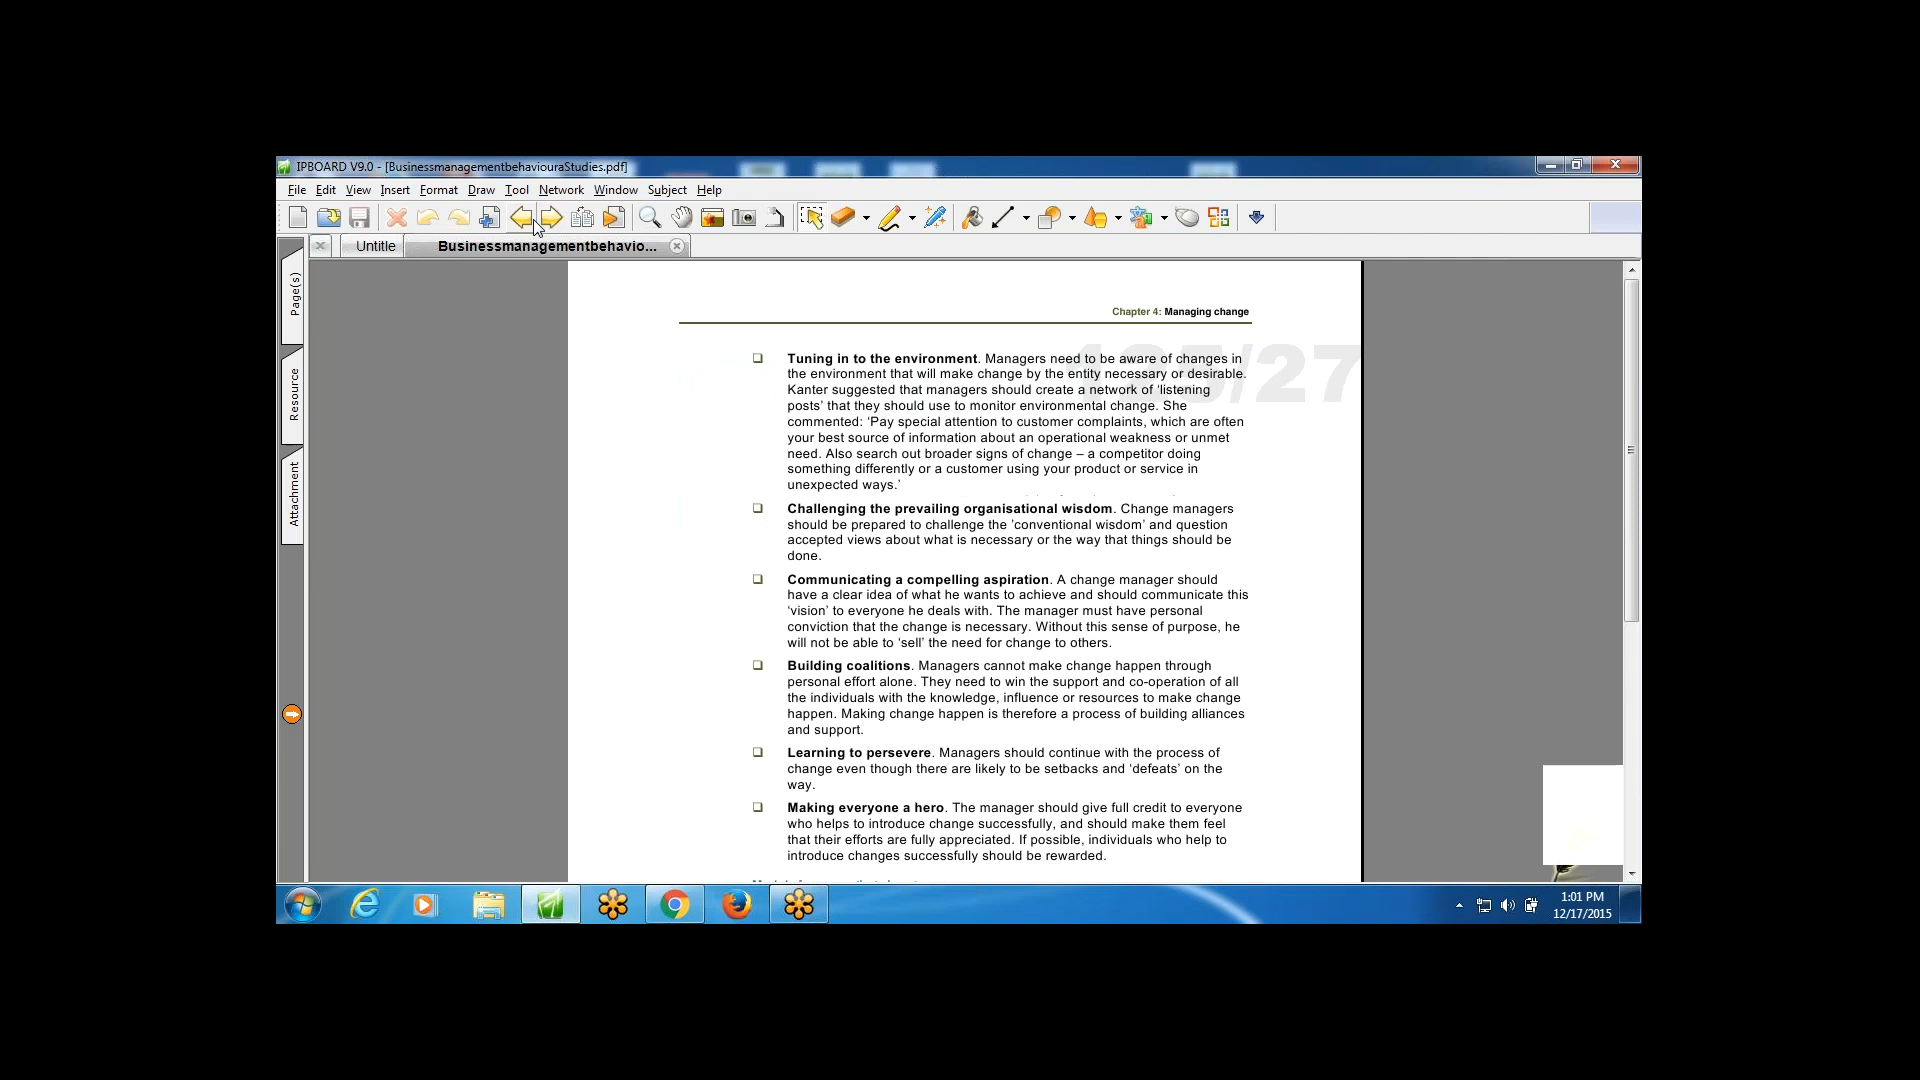 IPBOARD V9.0 - [BusinessmanagementbehaviouraStudies.pdf]
File Edit View Insert Format Draw Tool Network Window Subject Help
Untitle Businessmanagementbehavio...
Page(s)
Resource
Attachment
Chapter 4: Managing change
125/27
❑ Tuning in to the environment. Managers need to be aware of changes in
the environment that will make change by the entity necessary or desirable.
Kanter suggested that managers should create a network of ‘listening
posts’ that they should use to monitor environmental change. She
commented: ‘Pay special attention to customer complaints, which are often
your best source of information about an operational weakness or unmet
need. Also search out broader signs of change – a competitor doing
something differently or a customer using your product or service in
unexpected ways.’
❑ Challenging the prevailing organisational wisdom. Change managers
should be prepared to challenge the ’conventional wisdom’ and question
accepted views about what is necessary or the way that things should be
done.
❑ Communicating a compelling aspiration. A change manager should
have a clear idea of what he wants to achieve and should communicate this
‘vision’ to everyone he deals with. The manager must have personal
conviction that the change is necessary. Without this sense of purpose, he
will not be able to ‘sell’ the need for change to others.
❑ Building coalitions. Managers cannot make change happen through
personal effort alone. They need to win the support and co-operation of all
the individuals with the knowledge, influence or resources to make change
happen. Making change happen is therefore a process of building alliances
and support.
❑ Learning to persevere. Managers should continue with the process of
change even though there are likely to be setbacks and ‘defeats’ on the
way.
❑ Making everyone a hero. The manager should give full credit to everyone
who helps to introduce change successfully, and should make them feel
that their efforts are fully appreciated. If possible, individuals who help to
introduce changes successfully should be rewarded.
1:01 PM
12/17/2015